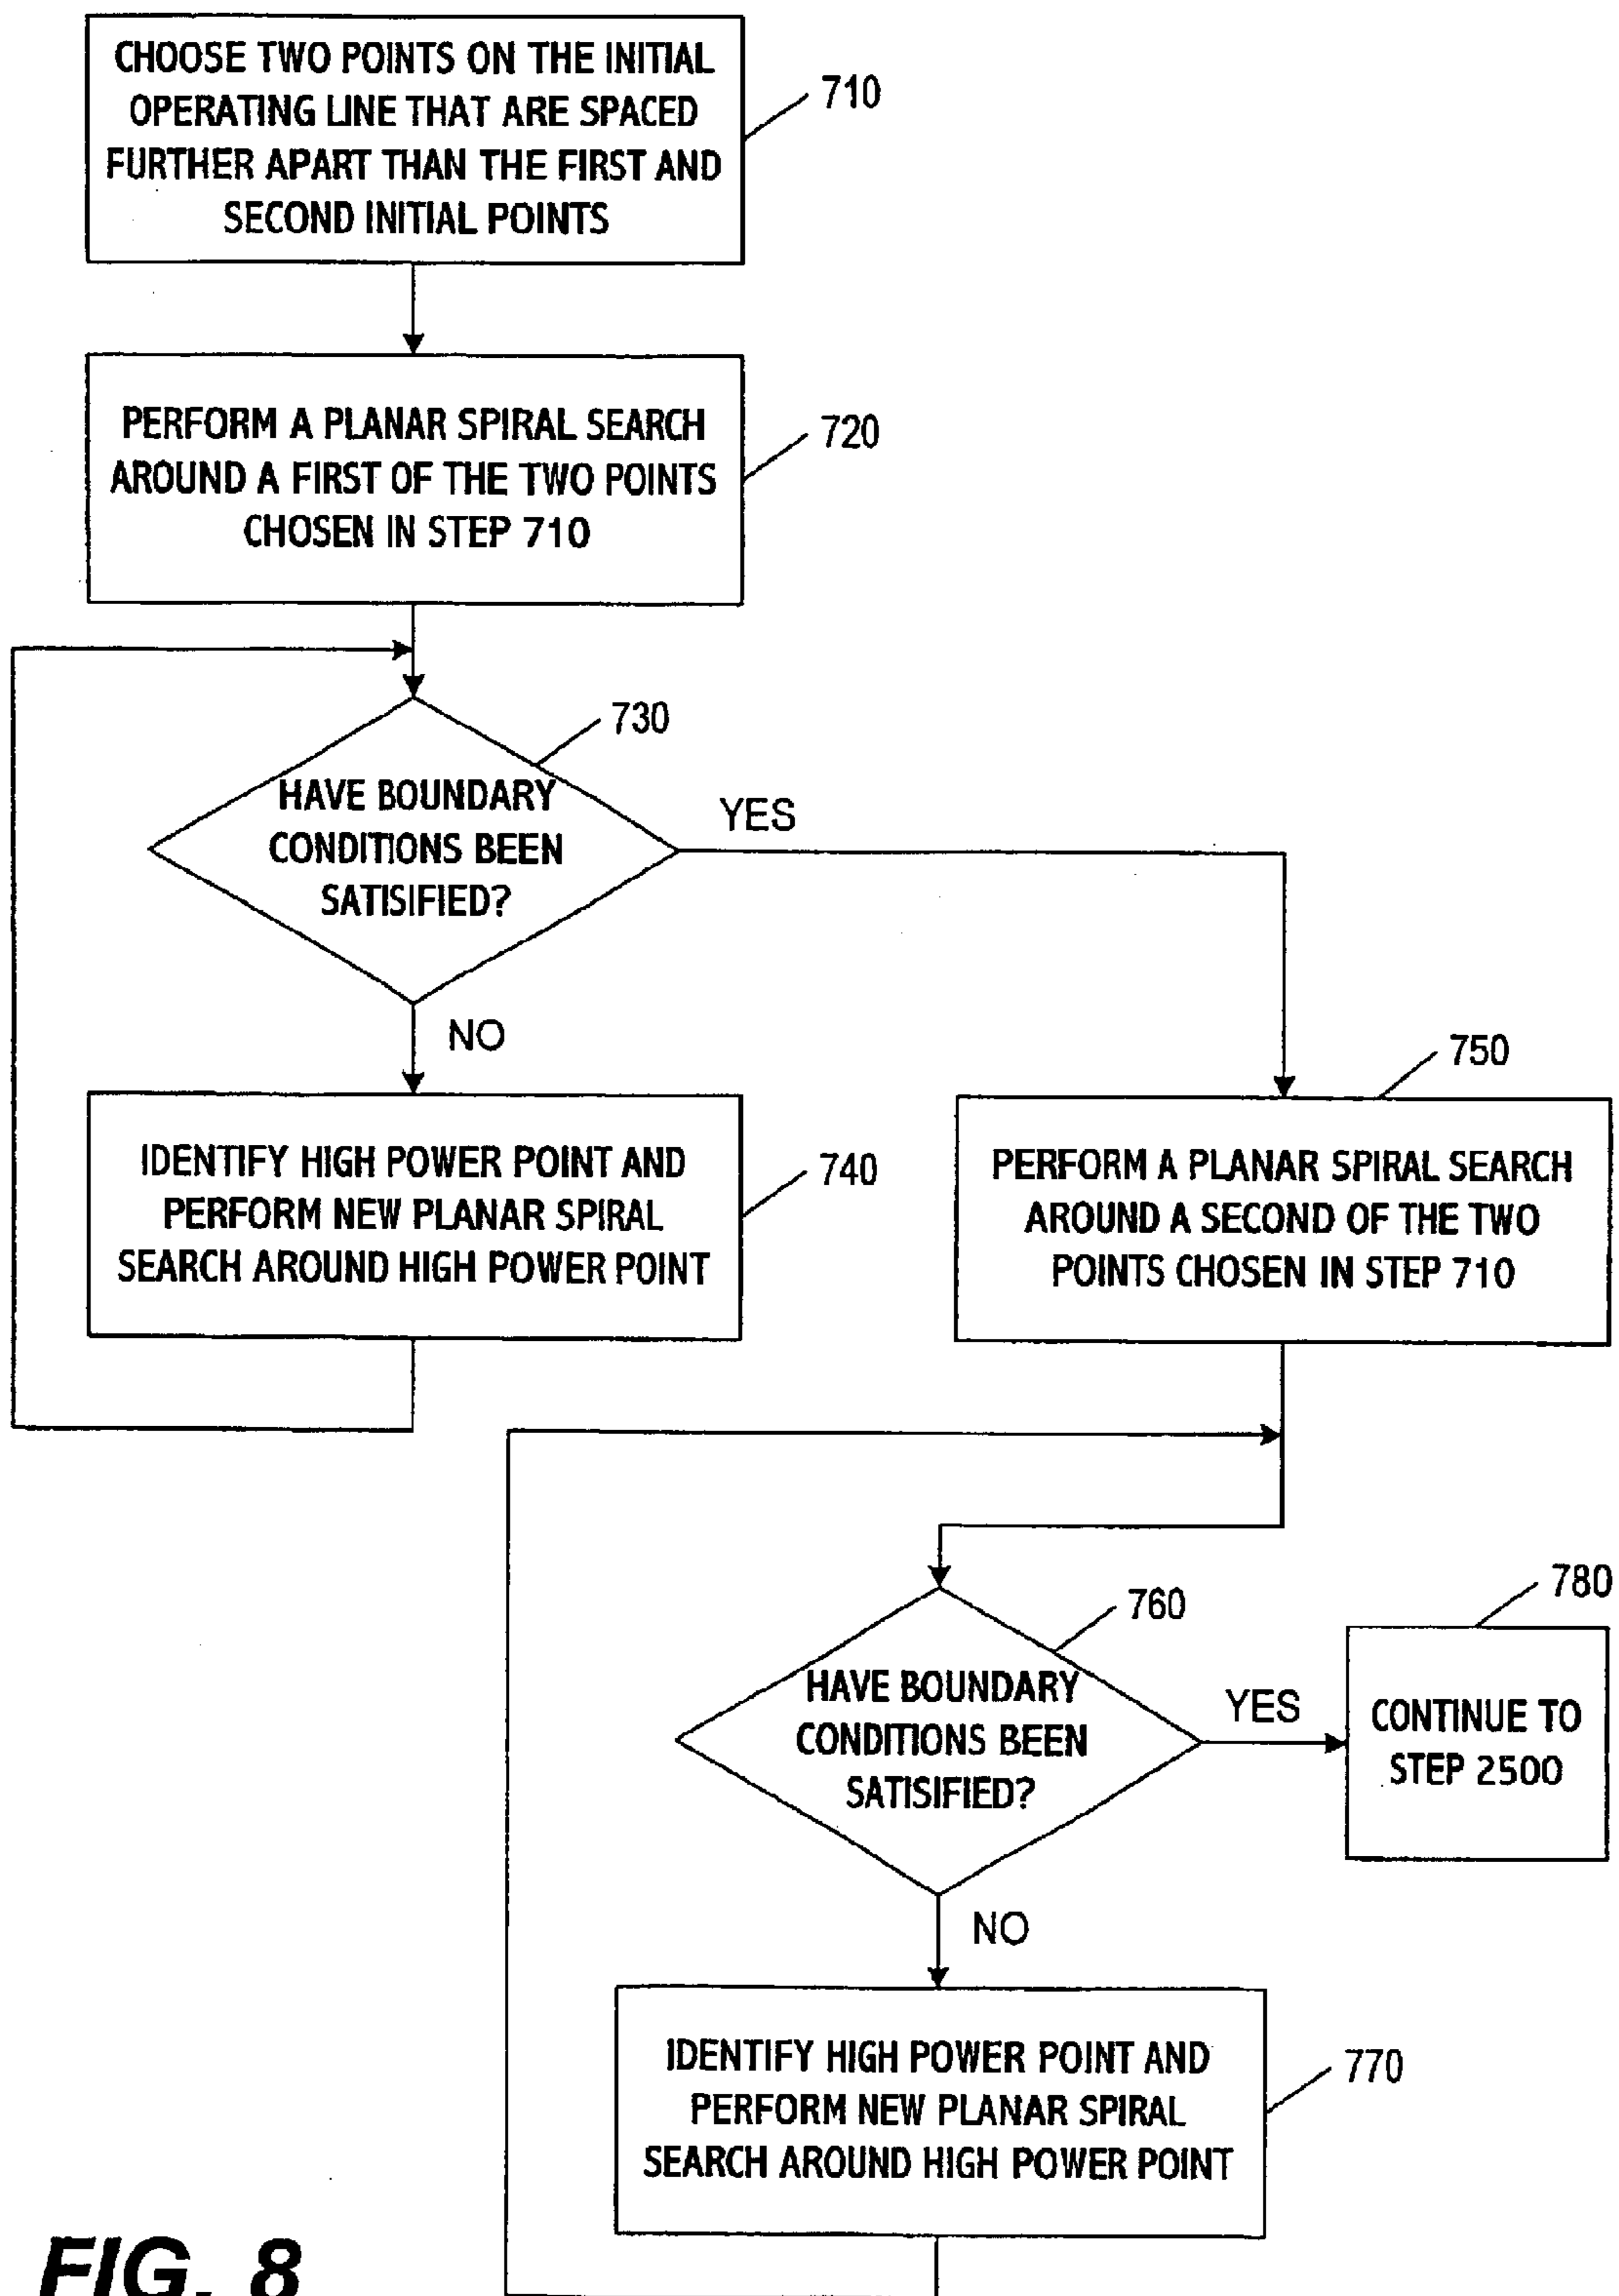 CHOOSE TWO POINTS ON THE INITIAL
OPERATING LINE THAT ARE SPACED
FURTHER APART THAN THE FIRST AND
SECOND INITIAL POINTS
710
PERFORM A PLANAR SPIRAL SEARCH
AROUND A FIRST OF THE TWO POINTS
CHOSEN IN STEP 710
720
730
HAVE BOUNDARY
CONDITIONS BEEN
SATISIFIED?
YES
NO
IDENTIFY HIGH POWER POINT AND
PERFORM NEW PLANAR SPIRAL
SEARCH AROUND HIGH POWER POINT
740
750
PERFORM A PLANAR SPIRAL SEARCH
AROUND A SECOND OF THE TWO
POINTS CHOSEN IN STEP 710
760
HAVE BOUNDARY
CONDITIONS BEEN
SATISIFIED?
YES
780
CONTINUE TO
STEP 2500
NO
IDENTIFY HIGH POWER POINT AND
PERFORM NEW PLANAR SPIRAL
SEARCH AROUND HIGH POWER POINT
770
FIG. 8